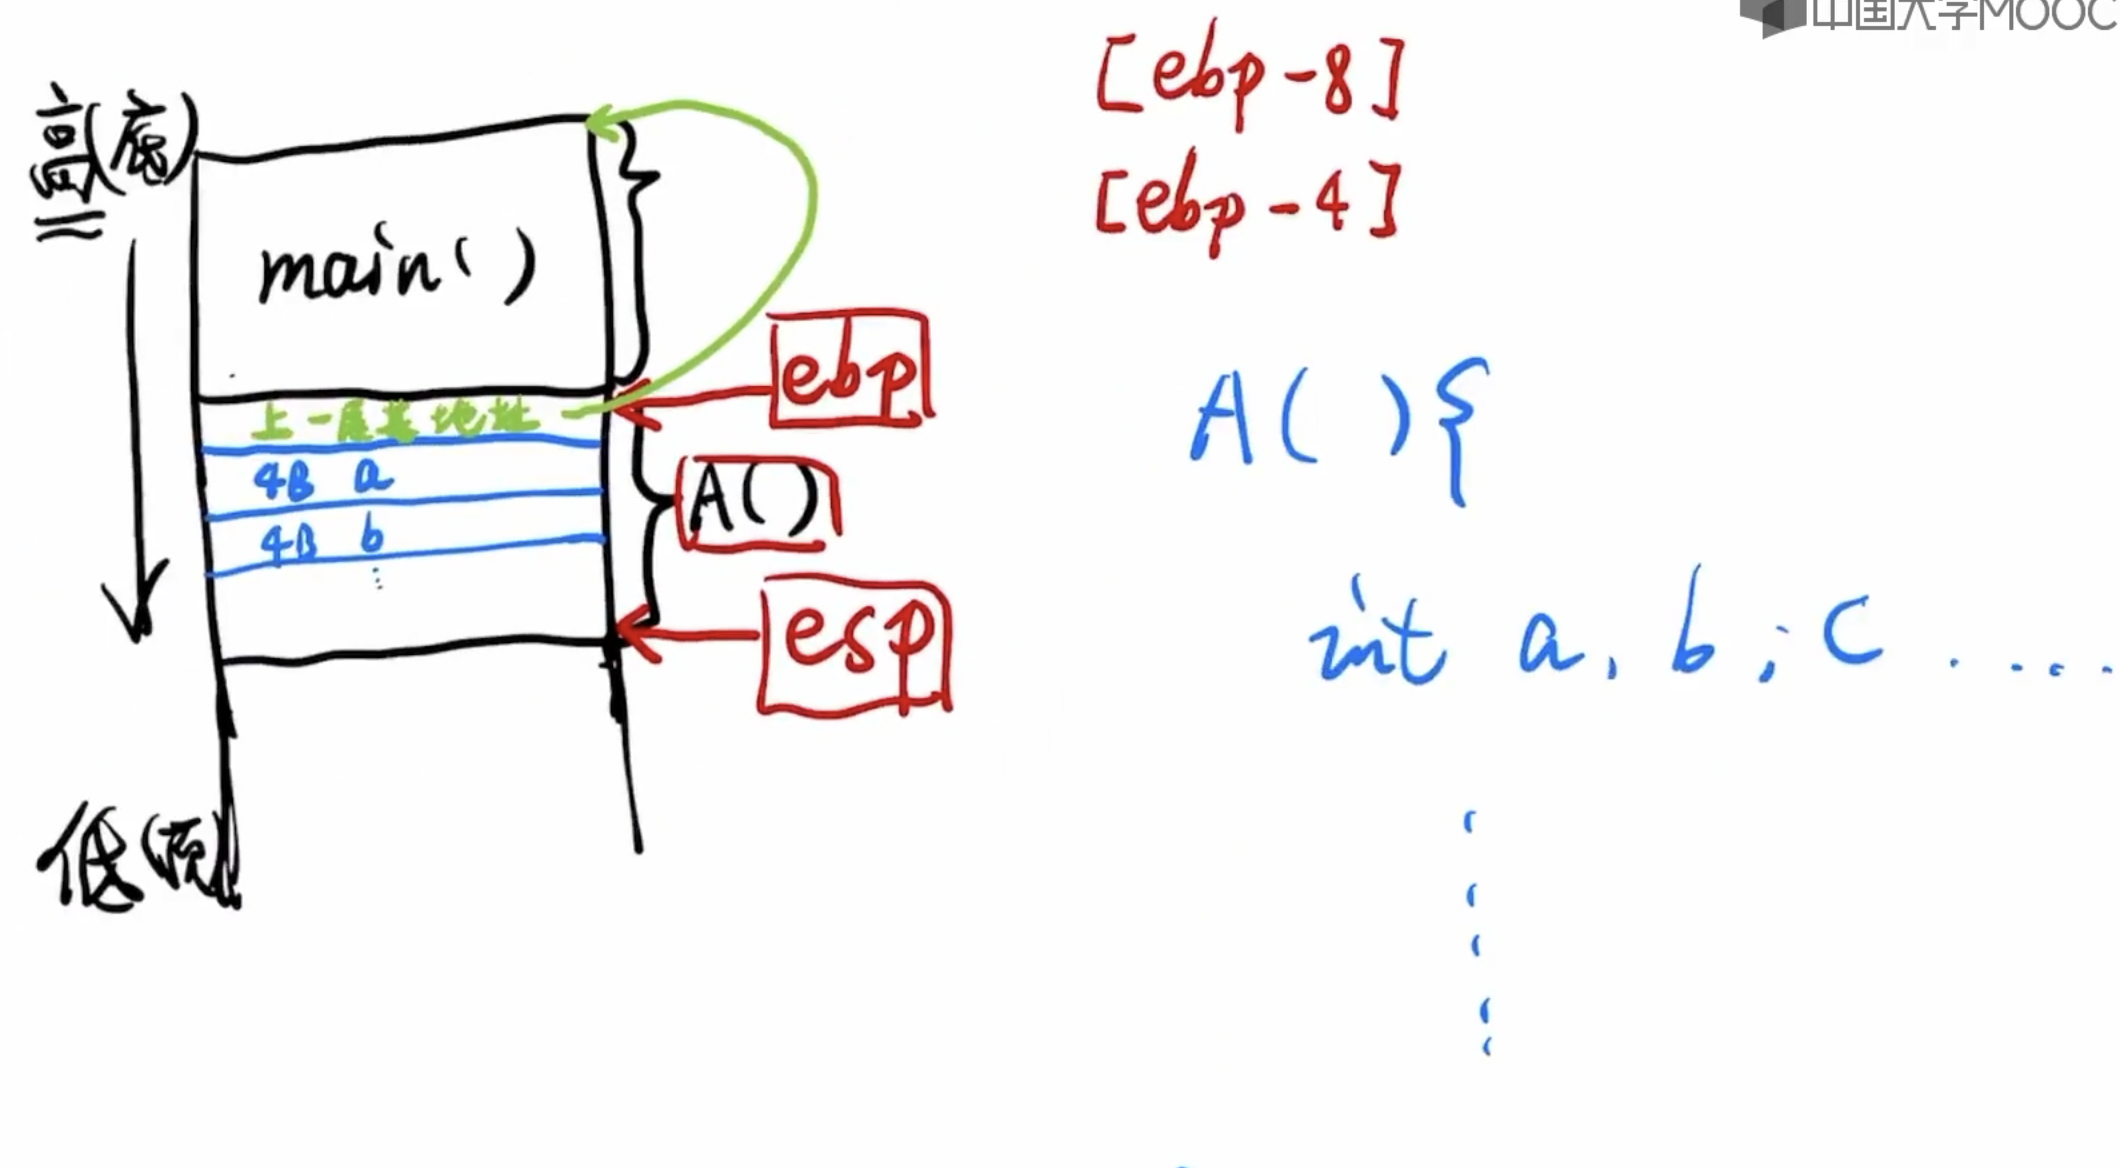 中国大学MOOC
[ebp-8]
[ebp-4]
高(底)
main()
ebp
上一层基地址
4B a
4B b
A()
esp
低(顶)
A(){
int a, b; c ....